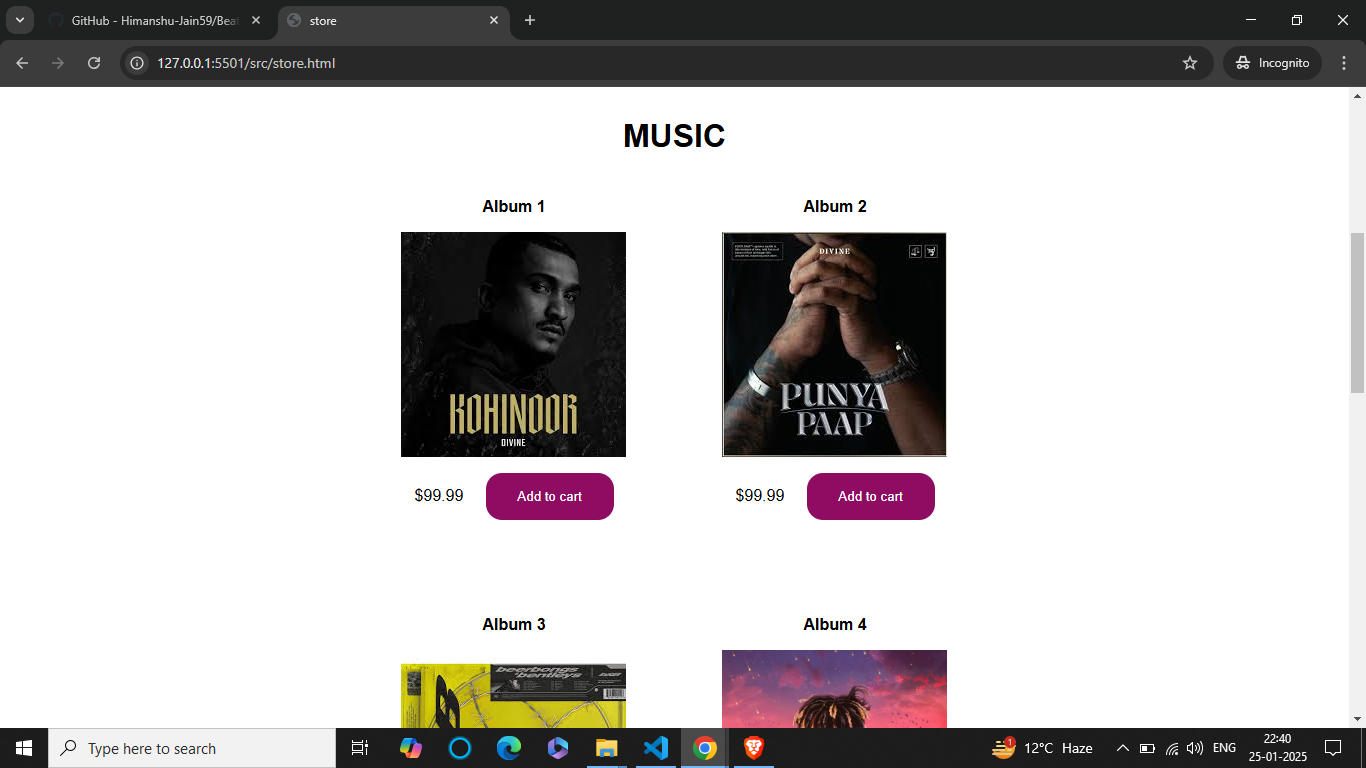 GitHub - Himanshu-Jain59/Beat
store
127.0.0.1:5501/src/store.html
Incognito
MUSIC
Album 1
Album 2
KOHINOOR
DIVINE
DIVINE
PUNYA
PAAP
$99.99
Add to cart
$99.99
Add to cart
Album 3
Album 4
beerbongs
bentleys
Type here to search
1
12°C Haze
ENG
22:40
25-01-2025